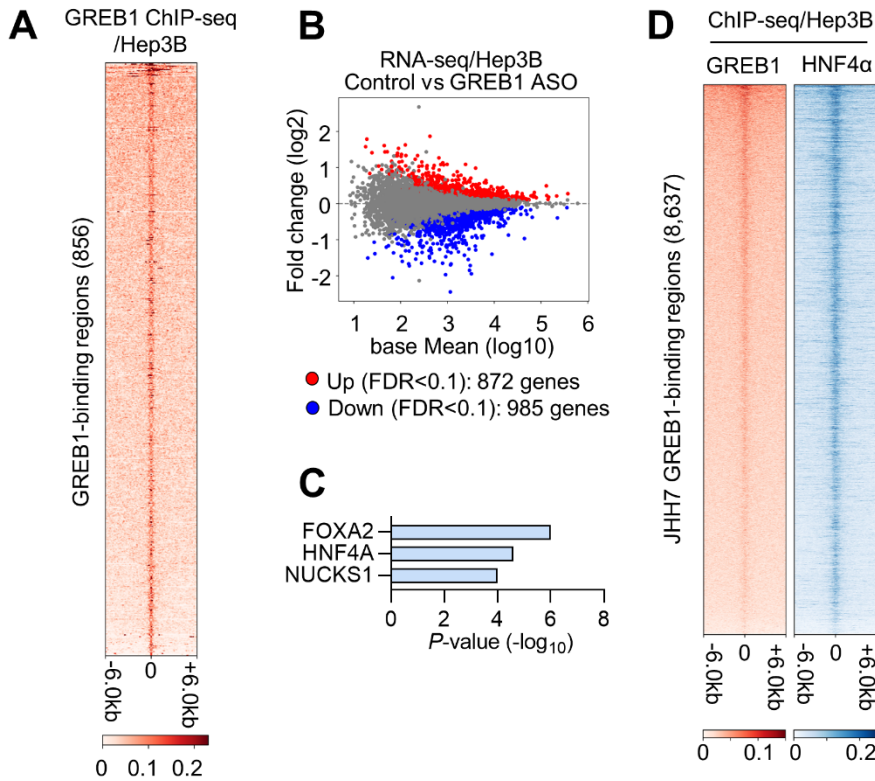 A
GREB1 ChIP-seq
/Hep3B
GREB1-binding regions (856)
-6.0kb
0
+6.0kb
0 0.1 0.2
B
RNA-seq/Hep3B
Control vs GREB1 ASO
Fold change (log2)
2
1
0
-1
-2
1 2 3 4 5 6
base Mean (log10)
Up (FDR<0.1): 872 genes
Down (FDR<0.1): 985 genes
C
FOXA2
HNF4A
NUCKS1
0 2 4 6 8
P-value (-log10)
D
ChIP-seq/Hep3B
GREB1 HNF4α
JHH7 GREB1-binding regions (8,637)
-6.0kb
0
+6.0kb
-6.0kb
0
+6.0kb
0 0.1
0 0.2